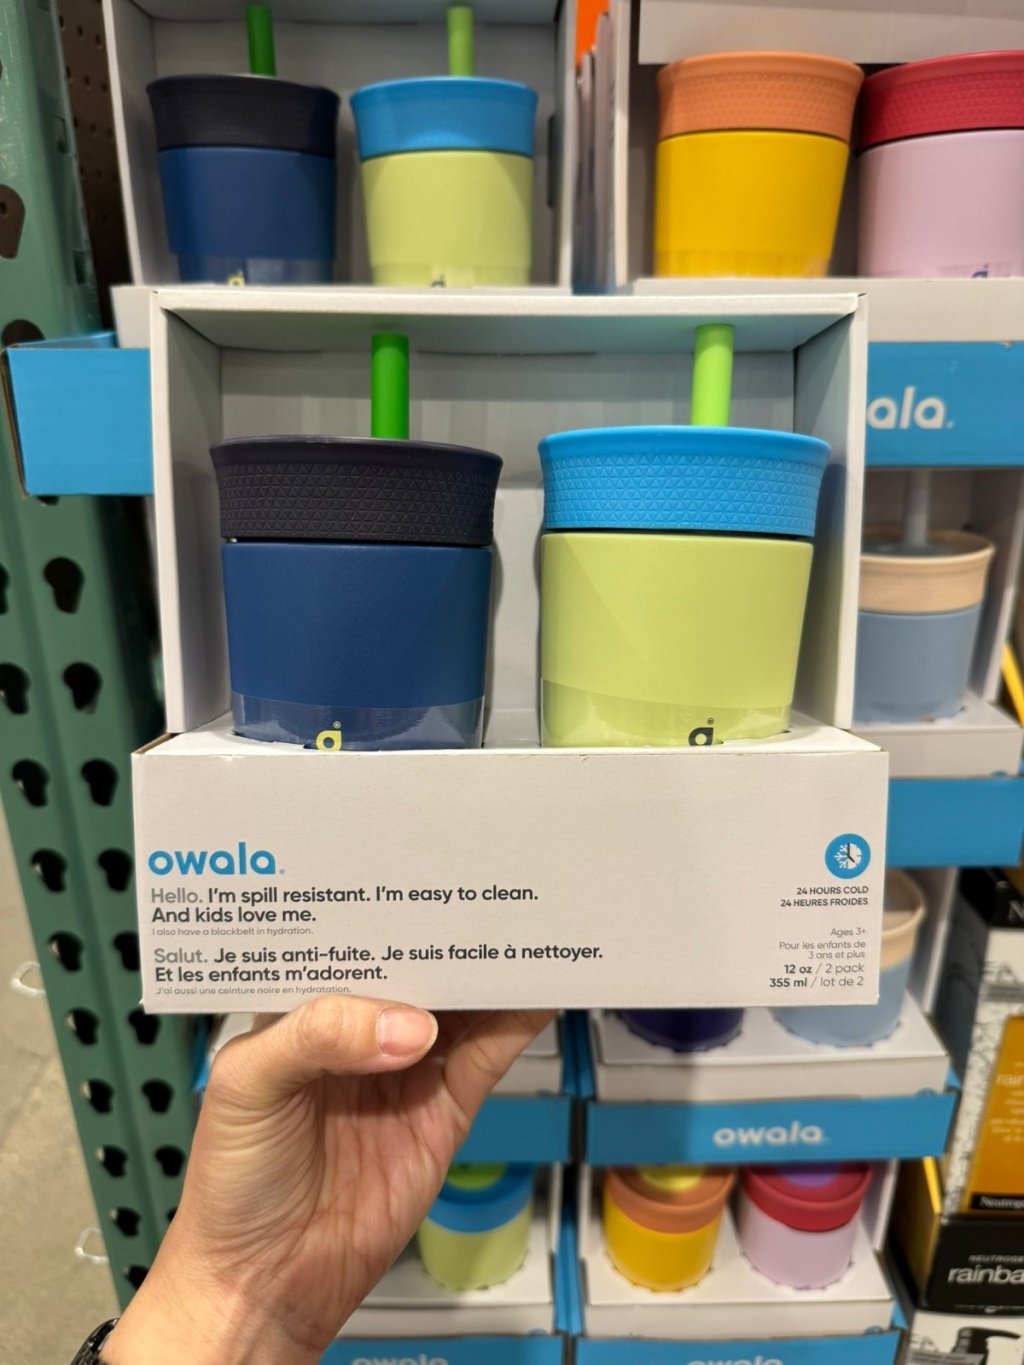 ala.
owala.
Hello. I'm spill resistant. I'm easy to clean.
And kids love me.
I also have a blackbelt in hydration.
Salut. Je suis anti-fuite. Je suis facile à nettoyer.
Et les enfants m'adorent.
J'ai aussi une ceinture noire en hydratation.
24 HOURS COLD
24 HEURES FROIDES
Ages 3+
Pour les enfants de
3 ans et plus
12 oz / 2 pack
355 ml / lot de 2
owala.
NEUTROGE
rainba
owala
owala